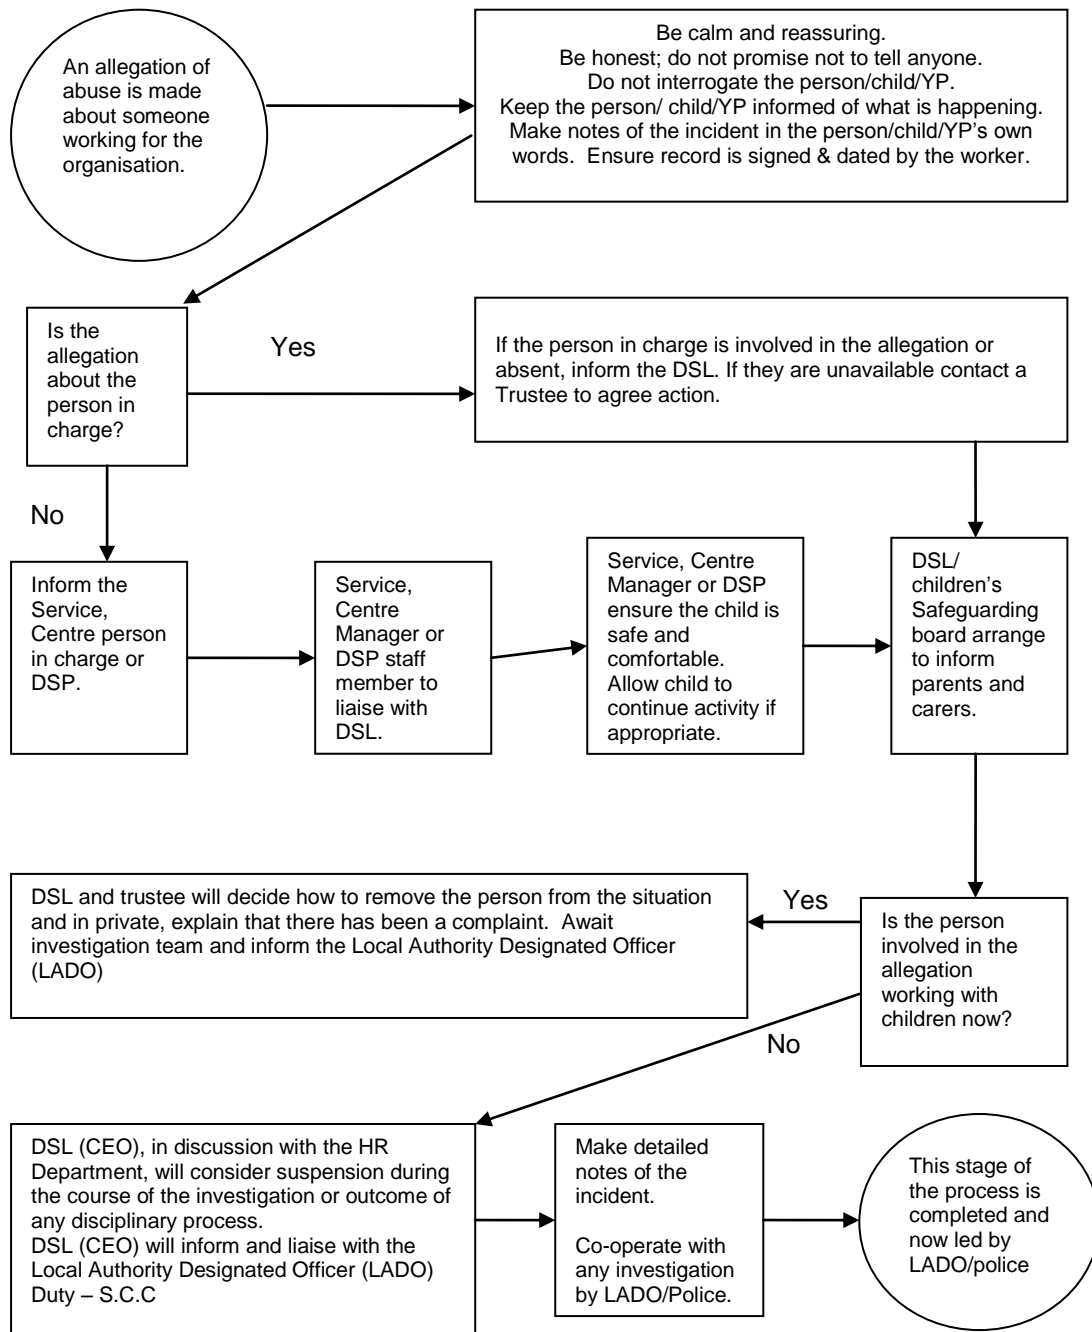 An allegation of
abuse is made
about someone
working for the
organisation.
Be calm and reassuring.
Be honest; do not promise not to tell anyone.
Do not interrogate the person/child/YP.
Keep the person/ child/YP informed of what is happening.
Make notes of the incident in the person/child/YP's own
words.  Ensure record is signed & dated by the worker.
Is the
allegation
about the
person in
charge?
Yes
If the person in charge is involved in the allegation or
absent, inform the DSL. If they are unavailable contact a
Trustee to agree action.
No
Inform the
Service,
Centre person
in charge or
DSP.
Service,
Centre
Manager or
DSP staff
member to
liaise with
DSL.
Service, Centre
Manager or DSP
ensure the child is
safe and
comfortable.
Allow child to
continue activity if
appropriate.
DSL/
children's
Safeguarding
board arrange
to inform
parents and
carers.
Is the person
involved in the
allegation
working with
children now?
Yes
DSL and trustee will decide how to remove the person from the situation
and in private, explain that there has been a complaint.  Await
investigation team and inform the Local Authority Designated Officer
(LADO)
No
DSL (CEO), in discussion with the HR
Department, will consider suspension during
the course of the investigation or outcome of
any disciplinary process.
DSL (CEO) will inform and liaise with the
Local Authority Designated Officer (LADO)
Duty – S.C.C
Make detailed
notes of the
incident.
Co-operate with
any investigation
by LADO/Police.
This stage of
the process is
completed and
now led by
LADO/police